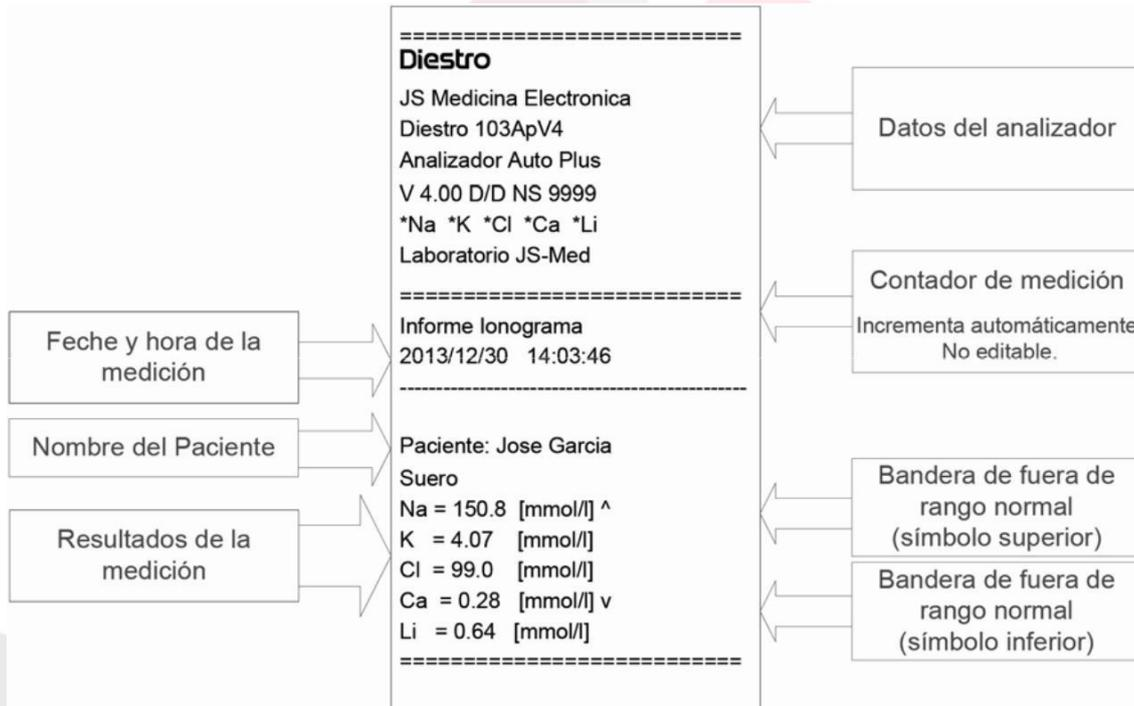 ==========================
Diestro
JS Medicina Electronica
Diestro 103ApV4
Analizador Auto Plus
V 4.00 D/D NS 9999
*Na *K *Cl *Ca *Li
Laboratorio JS-Med
==========================
Informe Ionograma
2013/12/30 14:03:46
------------------------------------------------
Paciente: Jose Garcia
Suero
Na = 150.8 [mmol/l] ^
K = 4.07 [mmol/l]
Cl = 99.0 [mmol/l]
Ca = 0.28 [mmol/l] v
Li = 0.64 [mmol/l]
==========================
Feche y hora de la
medición
Nombre del Paciente
Resultados de la
medición
Datos del analizador
Contador de medición
Incrementa automáticamente
No editable.
Bandera de fuera de
rango normal
(símbolo superior)
Bandera de fuera de
rango normal
(símbolo inferior)